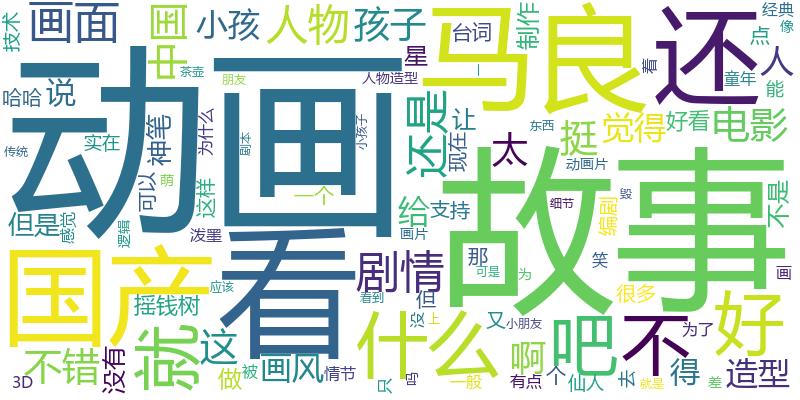 技术
画面
中国
小孩
人物
孩子
星
台词
制作
马良
还
经典
像
点
人
着
童年
能
哈哈
说
动画
茶壶
朋友
人物造型
一
传统
实在
神笔
为什么
剧本
小孩子
还是
让
现在
太
东西
挺
觉得
好看
电影
萌
可以
这样
一个
动画片
故事
毁
但是
感觉
逻辑
泼墨
看
给
支持
画片
那
细节
编剧
不是
国产
剧情
笑
摇钱树
应该
看到
但
可是
为
很多
画
不错
没有
就
这
画风
什么
没
上
又
小朋友
吧
不
为了
好
3D
做
被
情节
只
吗
一般
啊
有点
个
仙人
去
就是
得
差
造型